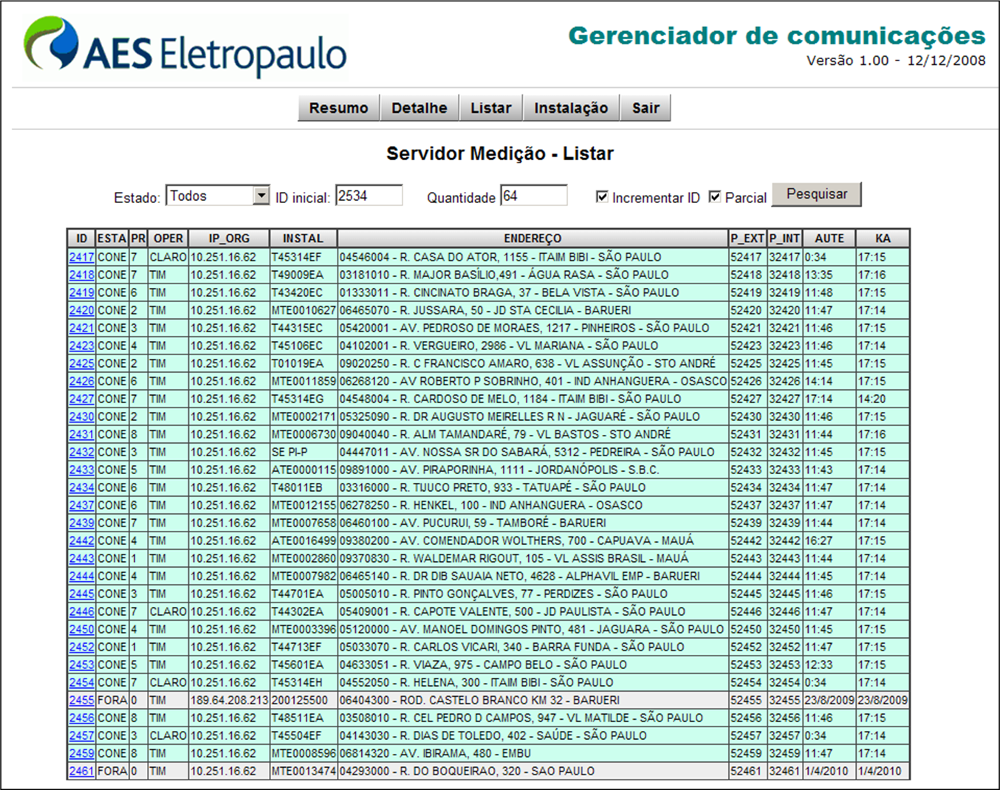 AES Eletropaulo
Gerenciador de comunicações
Versão 1.00 - 12/12/2008
Resumo Detalhe Listar Instalação Sair
Servidor Medição - Listar
Estado: Todos ID inicial: 2534 Quantidade 64 Incrementar ID Parcial Pesquisar
ID ESTA PR OPER IP_ORG INSTAL ENDEREÇO P_EXT P_INT AUTE KA
2417 CONE 7 CLARO 10.251.16.62 T45314EF 04546004 - R. CASA DO ATOR, 1155 - ITAIM BIBI - SÃO PAULO 52417 32417 0:34 17:15
2418 CONE 7 TIM 10.251.16.62 T49009EA 03181010 - R. MAJOR BASÍLIO,491 - ÁGUA RASA - SÃO PAULO 52418 32418 13:35 17:16
2419 CONE 6 TIM 10.251.16.62 T43420EC 01333011 - R. CINCINATO BRAGA, 37 - BELA VISTA - SÃO PAULO 52419 32419 11:48 17:15
2420 CONE 2 TIM 10.251.16.62 MTE0010627 06465070 - R. JUSSARA, 50 - JD STA CECILIA - BARUERI 52420 32420 11:47 17:14
2421 CONE 3 TIM 10.251.16.62 T44315EC 05420001 - AV. PEDROSO DE MORAES, 1217 - PINHEIROS - SÃO PAULO 52421 32421 11:46 17:15
2423 CONE 4 TIM 10.251.16.62 T45106EC 04102001 - R. VERGUEIRO, 2986 - VL MARIANA - SÃO PAULO 52423 32423 11:46 17:14
2425 CONE 2 TIM 10.251.16.62 T01019EA 09020250 - R. C FRANCISCO AMARO, 638 - VL ASSUNÇÃO - STO ANDRÉ 52425 32425 11:45 17:15
2426 CONE 6 TIM 10.251.16.62 MTE0011859 06268120 - AV ROBERTO P SOBRINHO, 401 - IND ANHANGUERA - OSASCO 52426 32426 14:14 17:15
2427 CONE 7 TIM 10.251.16.62 T45314EG 04548004 - R. CARDOSO DE MELO, 1184 - ITAIM BIBI - SÃO PAULO 52427 32427 17:14 14:20
2430 CONE 2 TIM 10.251.16.62 MTE0002171 05325090 - R. DR AUGUSTO MEIRELLES R N - JAGUARÉ - SÃO PAULO 52430 32430 11:46 17:15
2431 CONE 8 TIM 10.251.16.62 MTE0006730 09040040 - R. ALM TAMANDARÉ, 79 - VL BASTOS - STO ANDRÉ 52431 32431 11:44 17:16
2432 CONE 3 TIM 10.251.16.62 SE PI-P 04447011 - AV. NOSSA SR DO SABARÁ, 5312 - PEDREIRA - SÃO PAULO 52432 32432 11:45 17:15
2433 CONE 5 TIM 10.251.16.62 ATE0000115 09891000 - AV. PIRAPORINHA, 1111 - JORDANÓPOLIS - S.B.C. 52433 32433 11:43 17:14
2434 CONE 6 TIM 10.251.16.62 T48011EB 03316000 - R. TIJUCO PRETO, 933 - TATUAPÉ - SÃO PAULO 52434 32434 11:47 17:14
2437 CONE 6 TIM 10.251.16.62 MTE0012155 06278250 - R. HENKEL, 100 - IND ANHANGUERA - OSASCO 52437 32437 11:47 17:14
2439 CONE 7 TIM 10.251.16.62 MTE0007658 06460100 - AV. PUCURUI, 59 - TAMBORÉ - BARUERI 52439 32439 11:44 17:14
2442 CONE 4 TIM 10.251.16.62 ATE0016499 09380200 - AV. COMENDADOR WOLTHERS, 700 - CAPUAVA - MAUÁ 52442 32442 16:27 17:15
2443 CONE 1 TIM 10.251.16.62 MTE0002860 09370830 - R. WALDEMAR RIGOUT, 105 - VL ASSIS BRASIL - MAUÁ 52443 32443 11:44 17:14
2444 CONE 4 TIM 10.251.16.62 MTE0007982 06465140 - R. DR DIB SAUAIA NETO, 4628 - ALPHAVIL EMP - BARUERI 52444 32444 11:45 17:14
2445 CONE 3 TIM 10.251.16.62 T44701EA 05005010 - R. PINTO GONÇALVES, 77 - PERDIZES - SÃO PAULO 52445 32445 11:46 17:15
2446 CONE 7 CLARO 10.251.16.62 T44302EA 05409001 - R. CAPOTE VALENTE, 500 - JD PAULISTA - SÃO PAULO 52446 32446 11:47 17:14
2450 CONE 4 TIM 10.251.16.62 MTE0003396 05120000 - AV. MANOEL DOMINGOS PINTO, 481 - JAGUARA - SÃO PAULO 52450 32450 11:45 17:15
2452 CONE 1 TIM 10.251.16.62 T44713EF 05033070 - R. CARLOS VICARI, 340 - BARRA FUNDA - SÃO PAULO 52452 32452 11:47 17:15
2453 CONE 5 TIM 10.251.16.62 T45601EA 04633051 - R. VIAZA, 975 - CAMPO BELO - SÃO PAULO 52453 32453 12:33 17:15
2454 CONE 7 CLARO 10.251.16.62 T45314EH 04552050 - R. HELENA, 300 - ITAIM BIBI - SÃO PAULO 52454 32454 0:34 17:14
2455 FORA 0 TIM 189.64.208.213 200125500 06404300 - ROD. CASTELO BRANCO KM 32 - BARUERI 52455 32455 23/8/2009 23/8/2009
2456 CONE 8 TIM 10.251.16.62 T48511EA 03508010 - R. CEL PEDRO D CAMPOS, 947 - VL MATILDE - SÃO PAULO 52456 32456 11:46 17:15
2457 CONE 3 CLARO 10.251.16.62 T45504EF 04143030 - R. DIAS DE TOLEDO, 402 - SAÚDE - SÃO PAULO 52457 32457 0:34 17:14
2459 CONE 8 TIM 10.251.16.62 MTE0008596 06814320 - AV. IBIRAMA, 480 - EMBU 52459 32459 11:47 17:14
2461 FORA 0 TIM 10.251.16.62 MTE0013474 04293000 - R. DO BOQUEIRAO, 320 - SAO PAULO 52461 32461 1/4/2010 1/4/2010